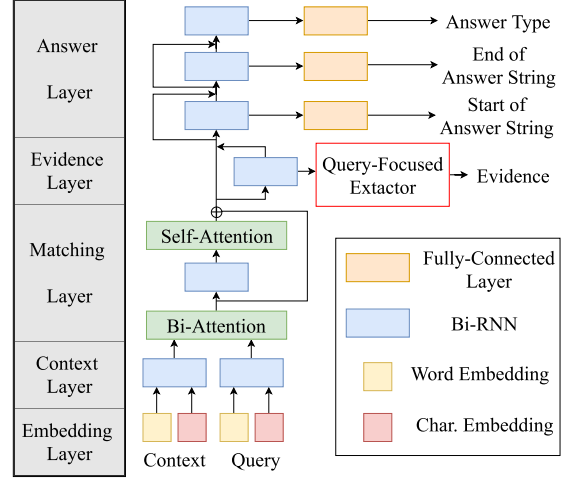 Answer
Layer
Evidence
Layer
Matching
Layer
Context
Layer
Embedding
Layer
Answer Type
End of
Answer String
Start of
Answer String
Query-Focused
Extactor
Evidence
Self-Attention
Bi-Attention
Context
Query
Fully-Connected
Layer
Bi-RNN
Word Embedding
Char. Embedding